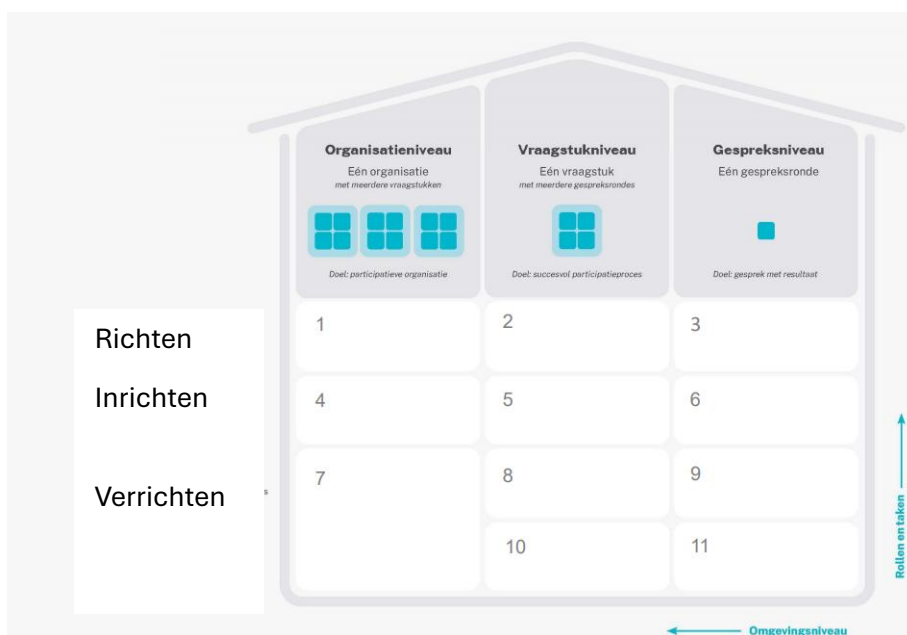 Organisatieniveau
Eén organisatie
met meerdere vraagstukken
Doel: participatieve organisatie
Vraagstukniveau
Eén vraagstuk
met meerdere gespreksrondes
Doel: succesvol participatieproces
Gespreksniveau
Eén gespreksronde
Doel: gesprek met resultaat
Richten
1
2
3
Inrichten
4
5
6
Verrichten
s
7
8
9
10
11
Rollen en taken
Omgevingsniveau